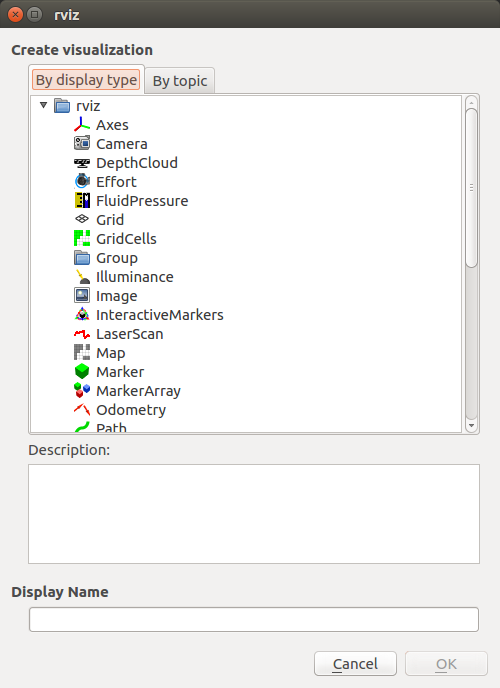 rviz
Create visualization
By display type By topic
rviz
Axes
Camera
DepthCloud
Effort
FluidPressure
Grid
GridCells
Group
Illuminance
Image
InteractiveMarkers
LaserScan
Map
Marker
MarkerArray
Odometry
Path
Description:
Display Name
Cancel OK